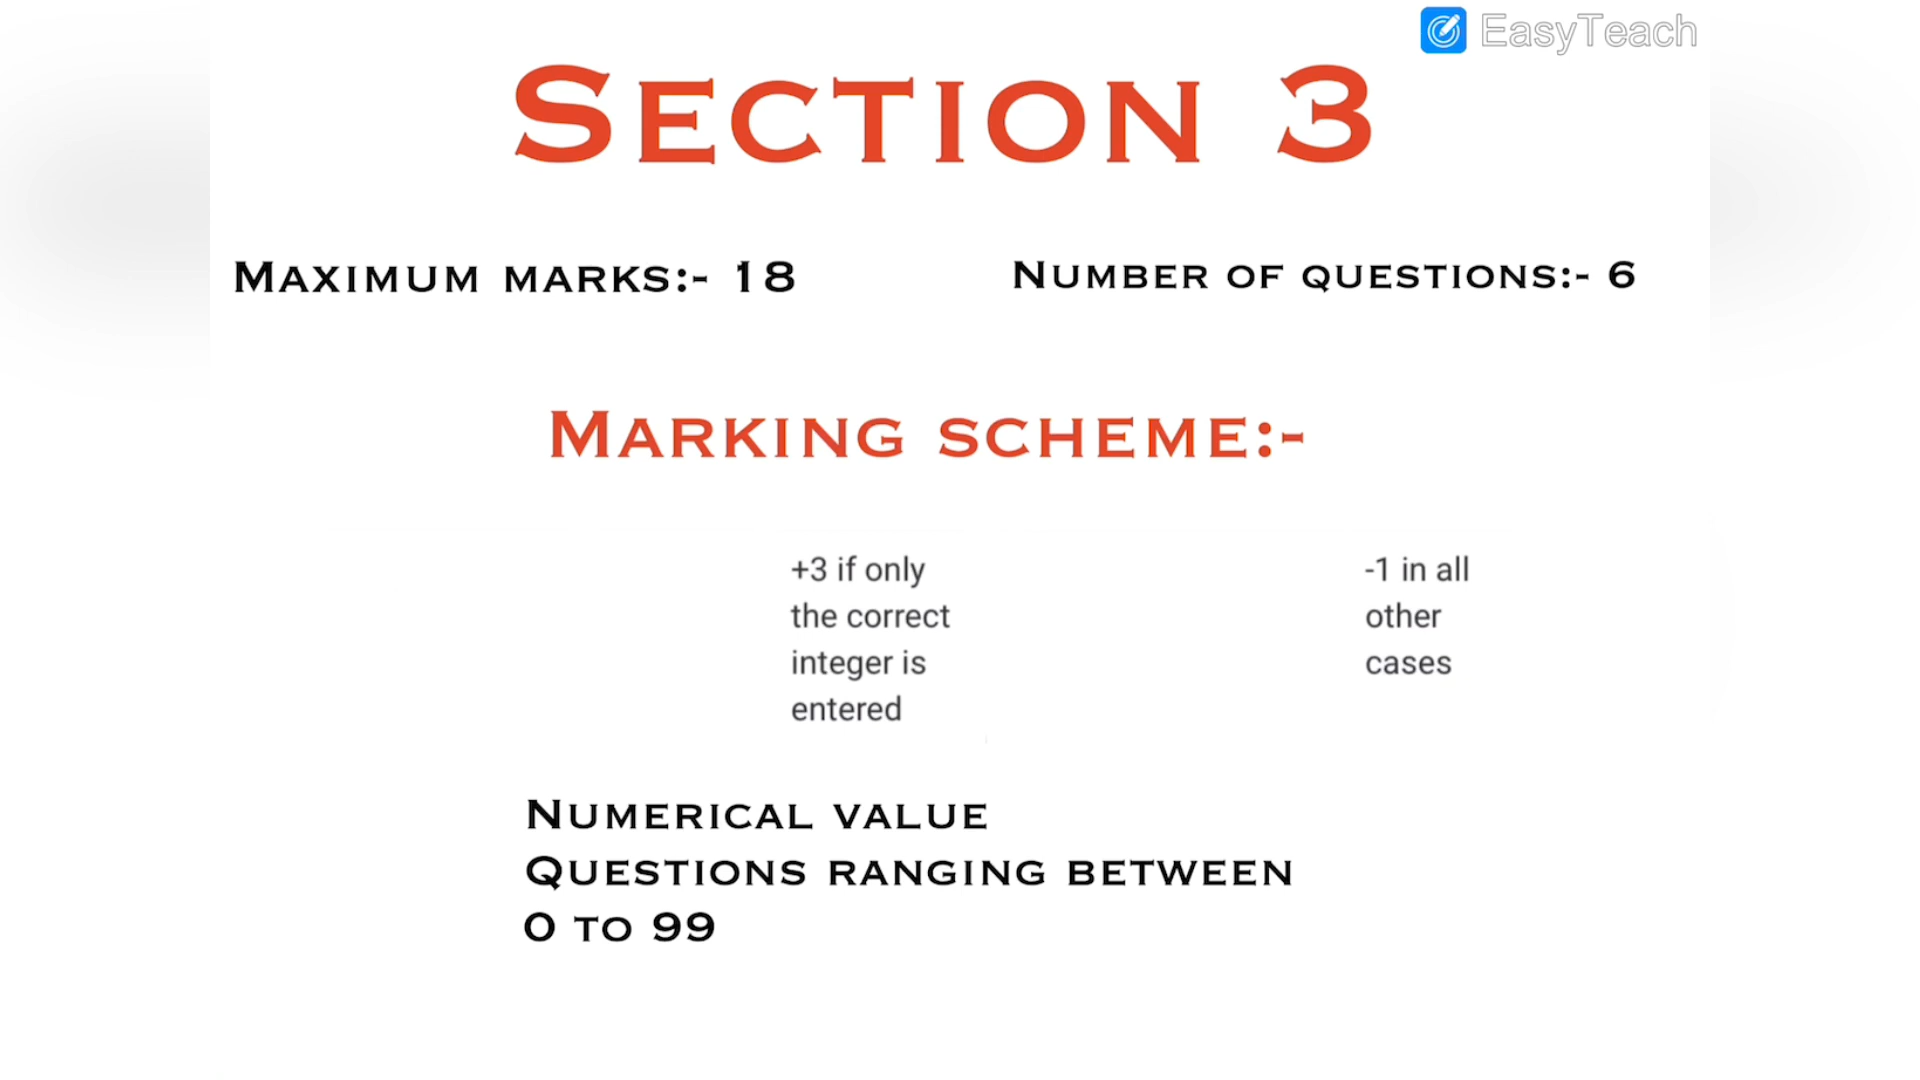 EasyTeach
SECTION 3
MAXIMUM MARKS:- 18
NUMBER OF QUESTIONS:- 6
MARKING SCHEME:-
+3 if only
the correct
integer is
entered
-1 in all
other
cases
NUMERICAL VALUE
QUESTIONS RANGING BETWEEN
0 TO 99